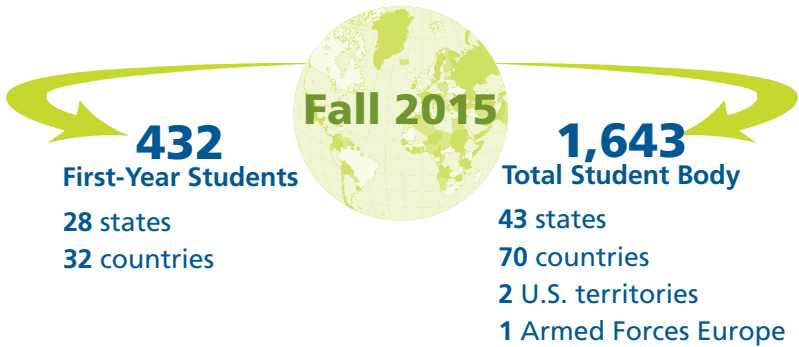 Fall 2015
432
First-Year Students
28 states
32 countries
1,643
Total Student Body
43 states
70 countries
2 U.S. territories
1 Armed Forces Europe